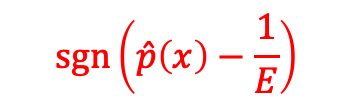 sgn(p̂(x) − 1/E)